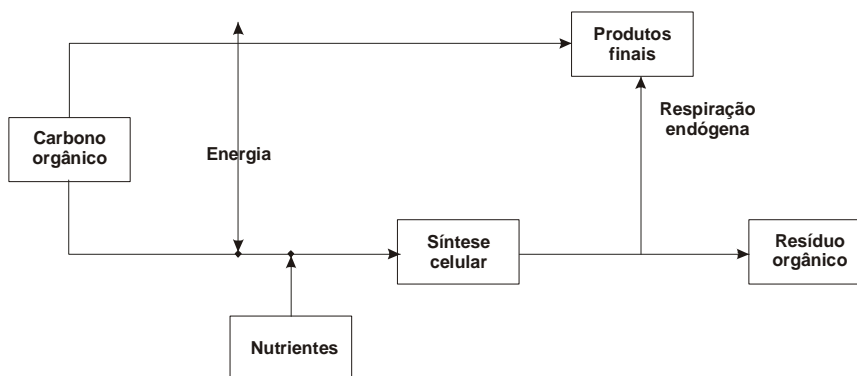 Produtos
finais
Respiração
endógena
Carbono
orgânico
Energia
Síntese
celular
Resíduo
orgânico
Nutrientes